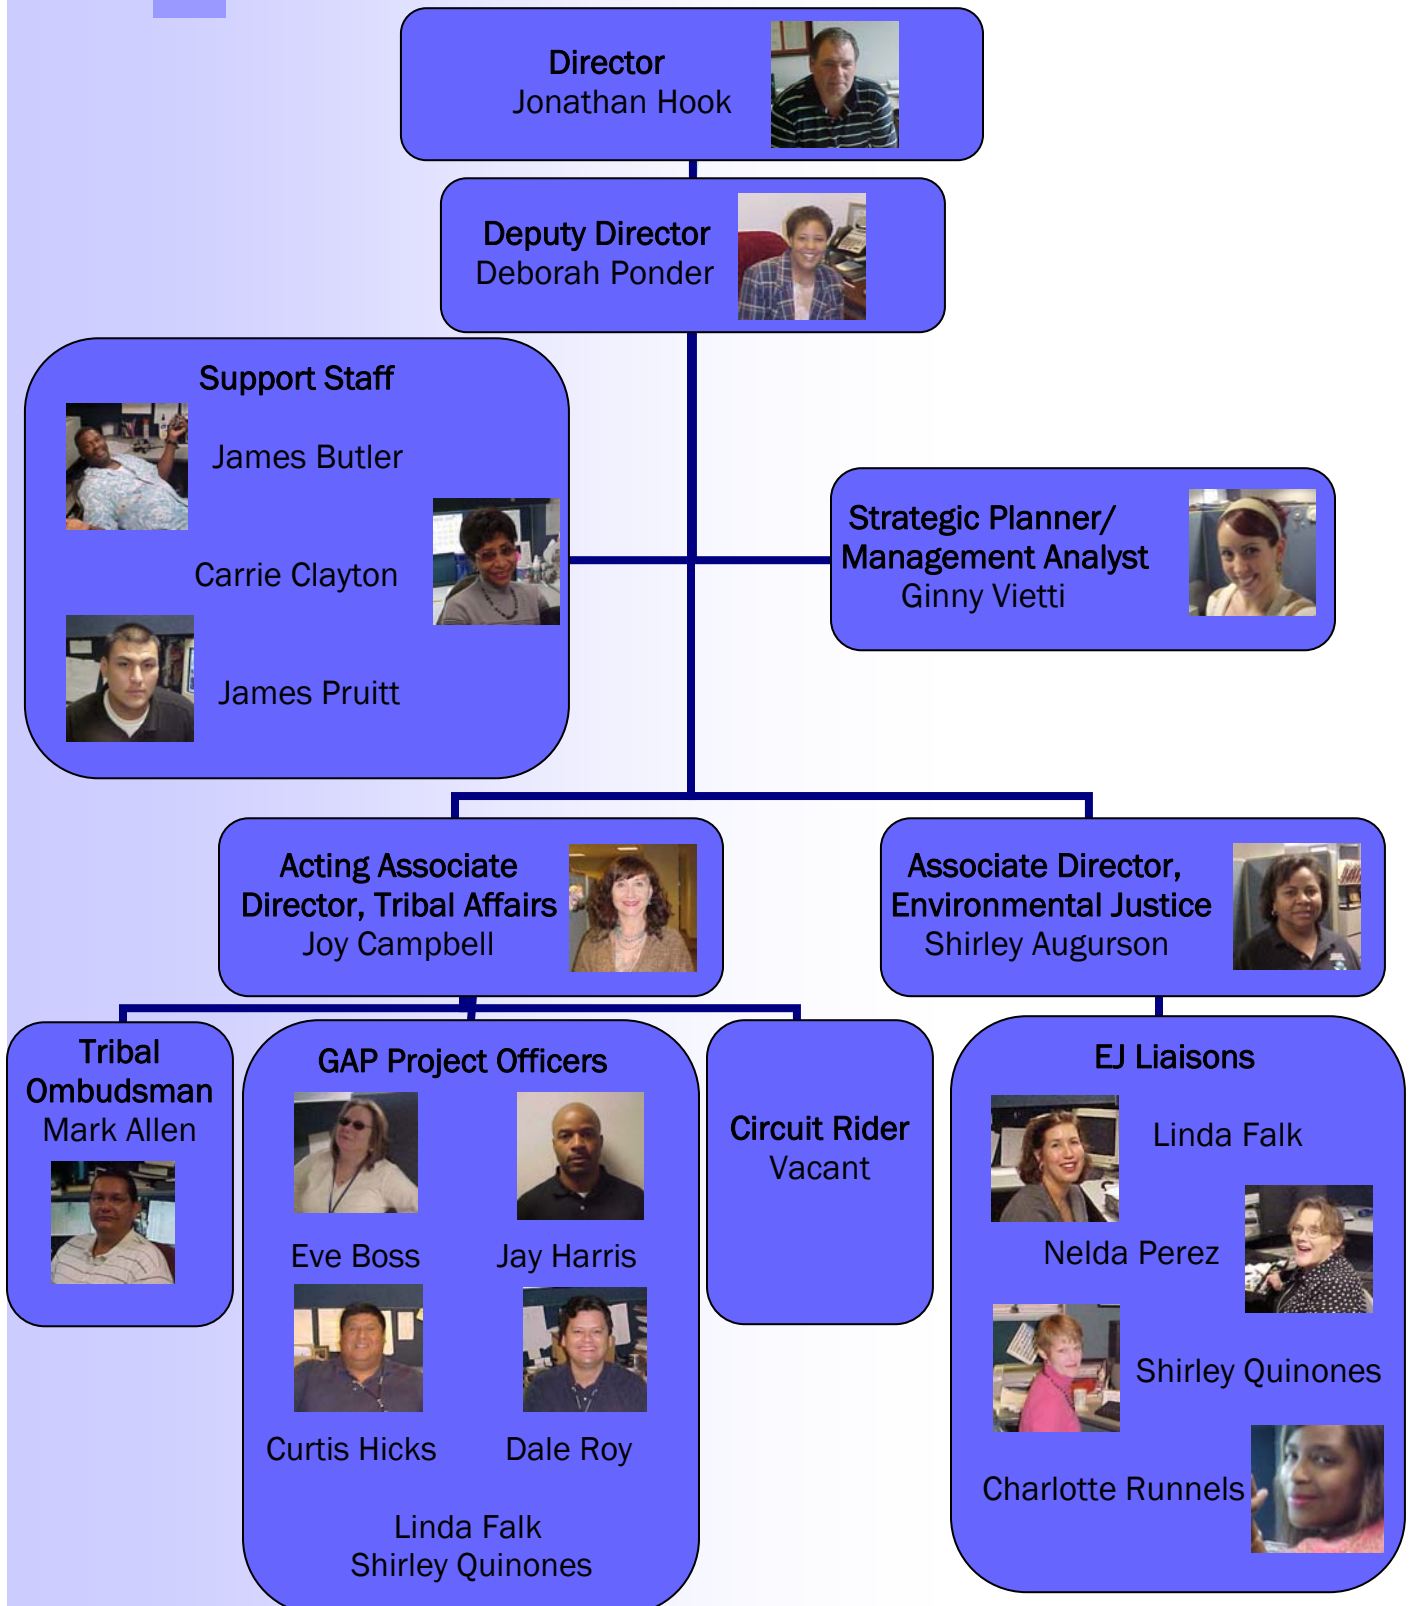 Director
Jonathan Hook
Deputy Director
Deborah Ponder
Support Staff
James Butler
Carrie Clayton
James Pruitt
Strategic Planner/
Management Analyst
Ginny Vietti
Acting Associate
Director, Tribal Affairs
Joy Campbell
Associate Director,
Environmental Justice
Shirley Augurson
Tribal
Ombudsman
Mark Allen
GAP Project Officers
Eve Boss
Jay Harris
Curtis Hicks
Dale Roy
Linda Falk
Shirley Quinones
Circuit Rider
Vacant
EJ Liaisons
Linda Falk
Nelda Perez
Shirley Quinones
Charlotte Runnels